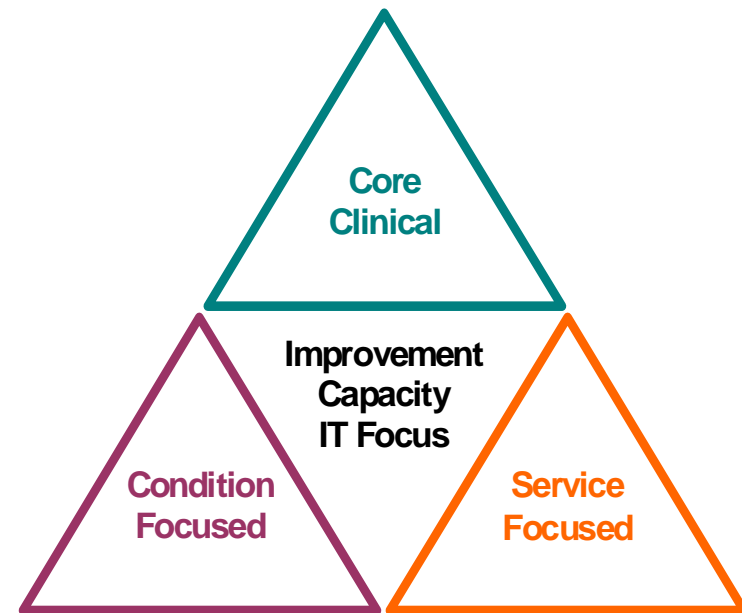 Core
Clinical
Improvement
Capacity
IT Focus
Condition
Focused
Service
Focused